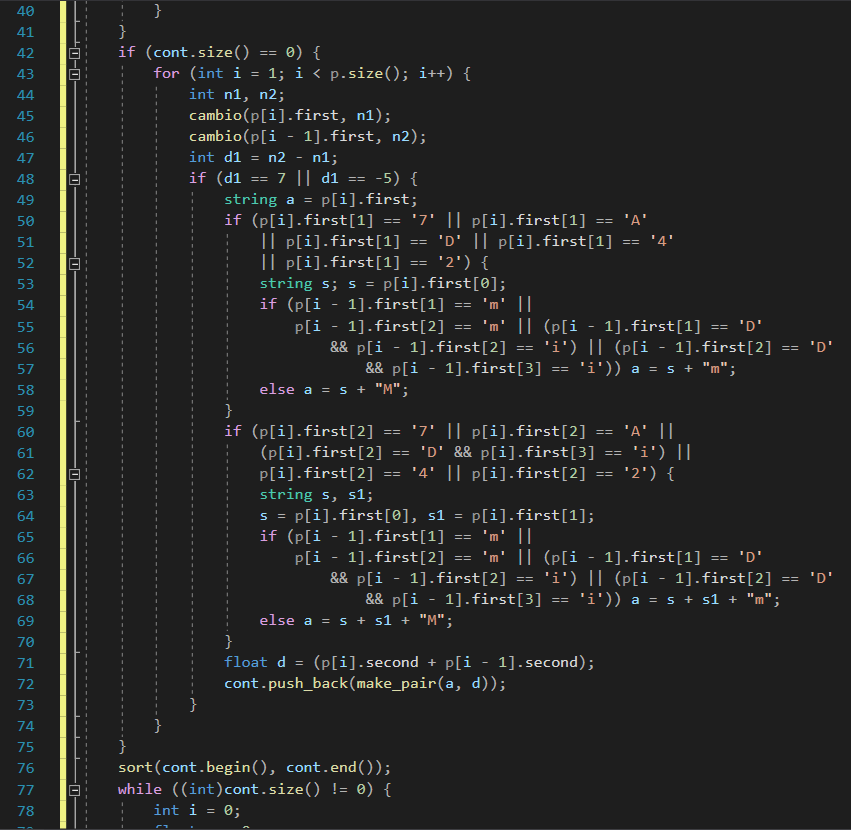 40 }
41 }
42 if (cont.size() == 0) {
43 for (int i = 1; i < p.size(); i++) {
44 int n1, n2;
45 cambio(p[i].first, n1);
46 cambio(p[i - 1].first, n2);
47 int d1 = n2 - n1;
48 if (d1 == 7 || d1 == -5) {
49 string a = p[i].first;
50 if (p[i].first[1] == '7' || p[i].first[1] == 'A'
51 || p[i].first[1] == 'D' || p[i].first[1] == '4'
52 || p[i].first[1] == '2') {
53 string s; s = p[i].first[0];
54 if (p[i - 1].first[1] == 'm' ||
55 p[i - 1].first[2] == 'm' || (p[i - 1].first[1] == 'D'
56 && p[i - 1].first[2] == 'i') || (p[i - 1].first[2] == 'D'
57 && p[i - 1].first[3] == 'i')) a = s + "m";
58 else a = s + "M";
59 }
60 if (p[i].first[2] == '7' || p[i].first[2] == 'A' ||
61 (p[i].first[2] == 'D' && p[i].first[3] == 'i') ||
62 p[i].first[2] == '4' || p[i].first[2] == '2') {
63 string s, s1;
64 s = p[i].first[0], s1 = p[i].first[1];
65 if (p[i - 1].first[1] == 'm' ||
66 p[i - 1].first[2] == 'm' || (p[i - 1].first[1] == 'D'
67 && p[i - 1].first[2] == 'i') || (p[i - 1].first[2] == 'D'
68 && p[i - 1].first[3] == 'i')) a = s + s1 + "m";
69 else a = s + s1 + "M";
70 }
71 float d = (p[i].second + p[i - 1].second);
72 cont.push_back(make_pair(a, d));
73 }
74 }
75 }
76 sort(cont.begin(), cont.end());
77 while ((int)cont.size() != 0) {
78 int i = 0;